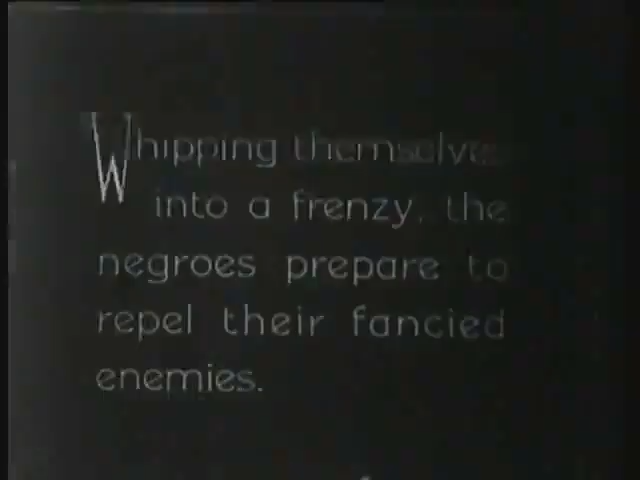 Whipping themselves
into a frenzy, the
negroes prepare to
repel their fancied
enemies.